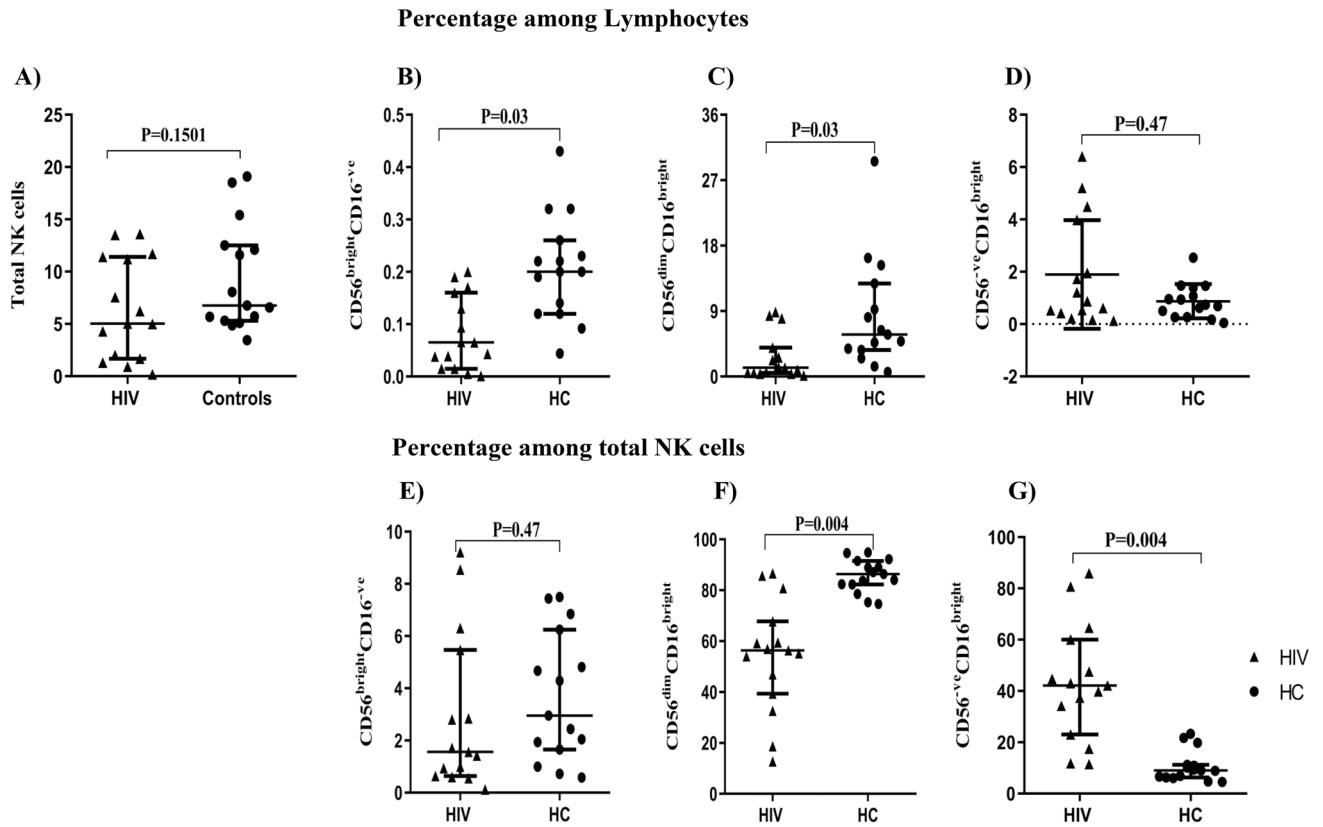 Percentage among Lymphocytes
A)
B)
C)
D)
Total NK cells
25
20
15
10
5
0
P=0.1501
HIV
Controls
CD56brightCD16-ve
0.5
0.4
0.3
0.2
0.1
0.0
P=0.03
HIV
HC
CD56dimCD16bright
36
27
18
9
0
P=0.03
HIV
HC
CD56-veCD16bright
8
6
4
2
0
-2
P=0.47
HIV
HC
Percentage among total NK cells
E)
F)
G)
CD56brightCD16-ve
10
8
6
4
2
0
P=0.47
HIV
HC
CD56dimCD16bright
100
80
60
40
20
0
P=0.004
HIV
HC
CD56-veCD16bright
100
80
60
40
20
0
P=0.004
HIV
HC
HIV
HC